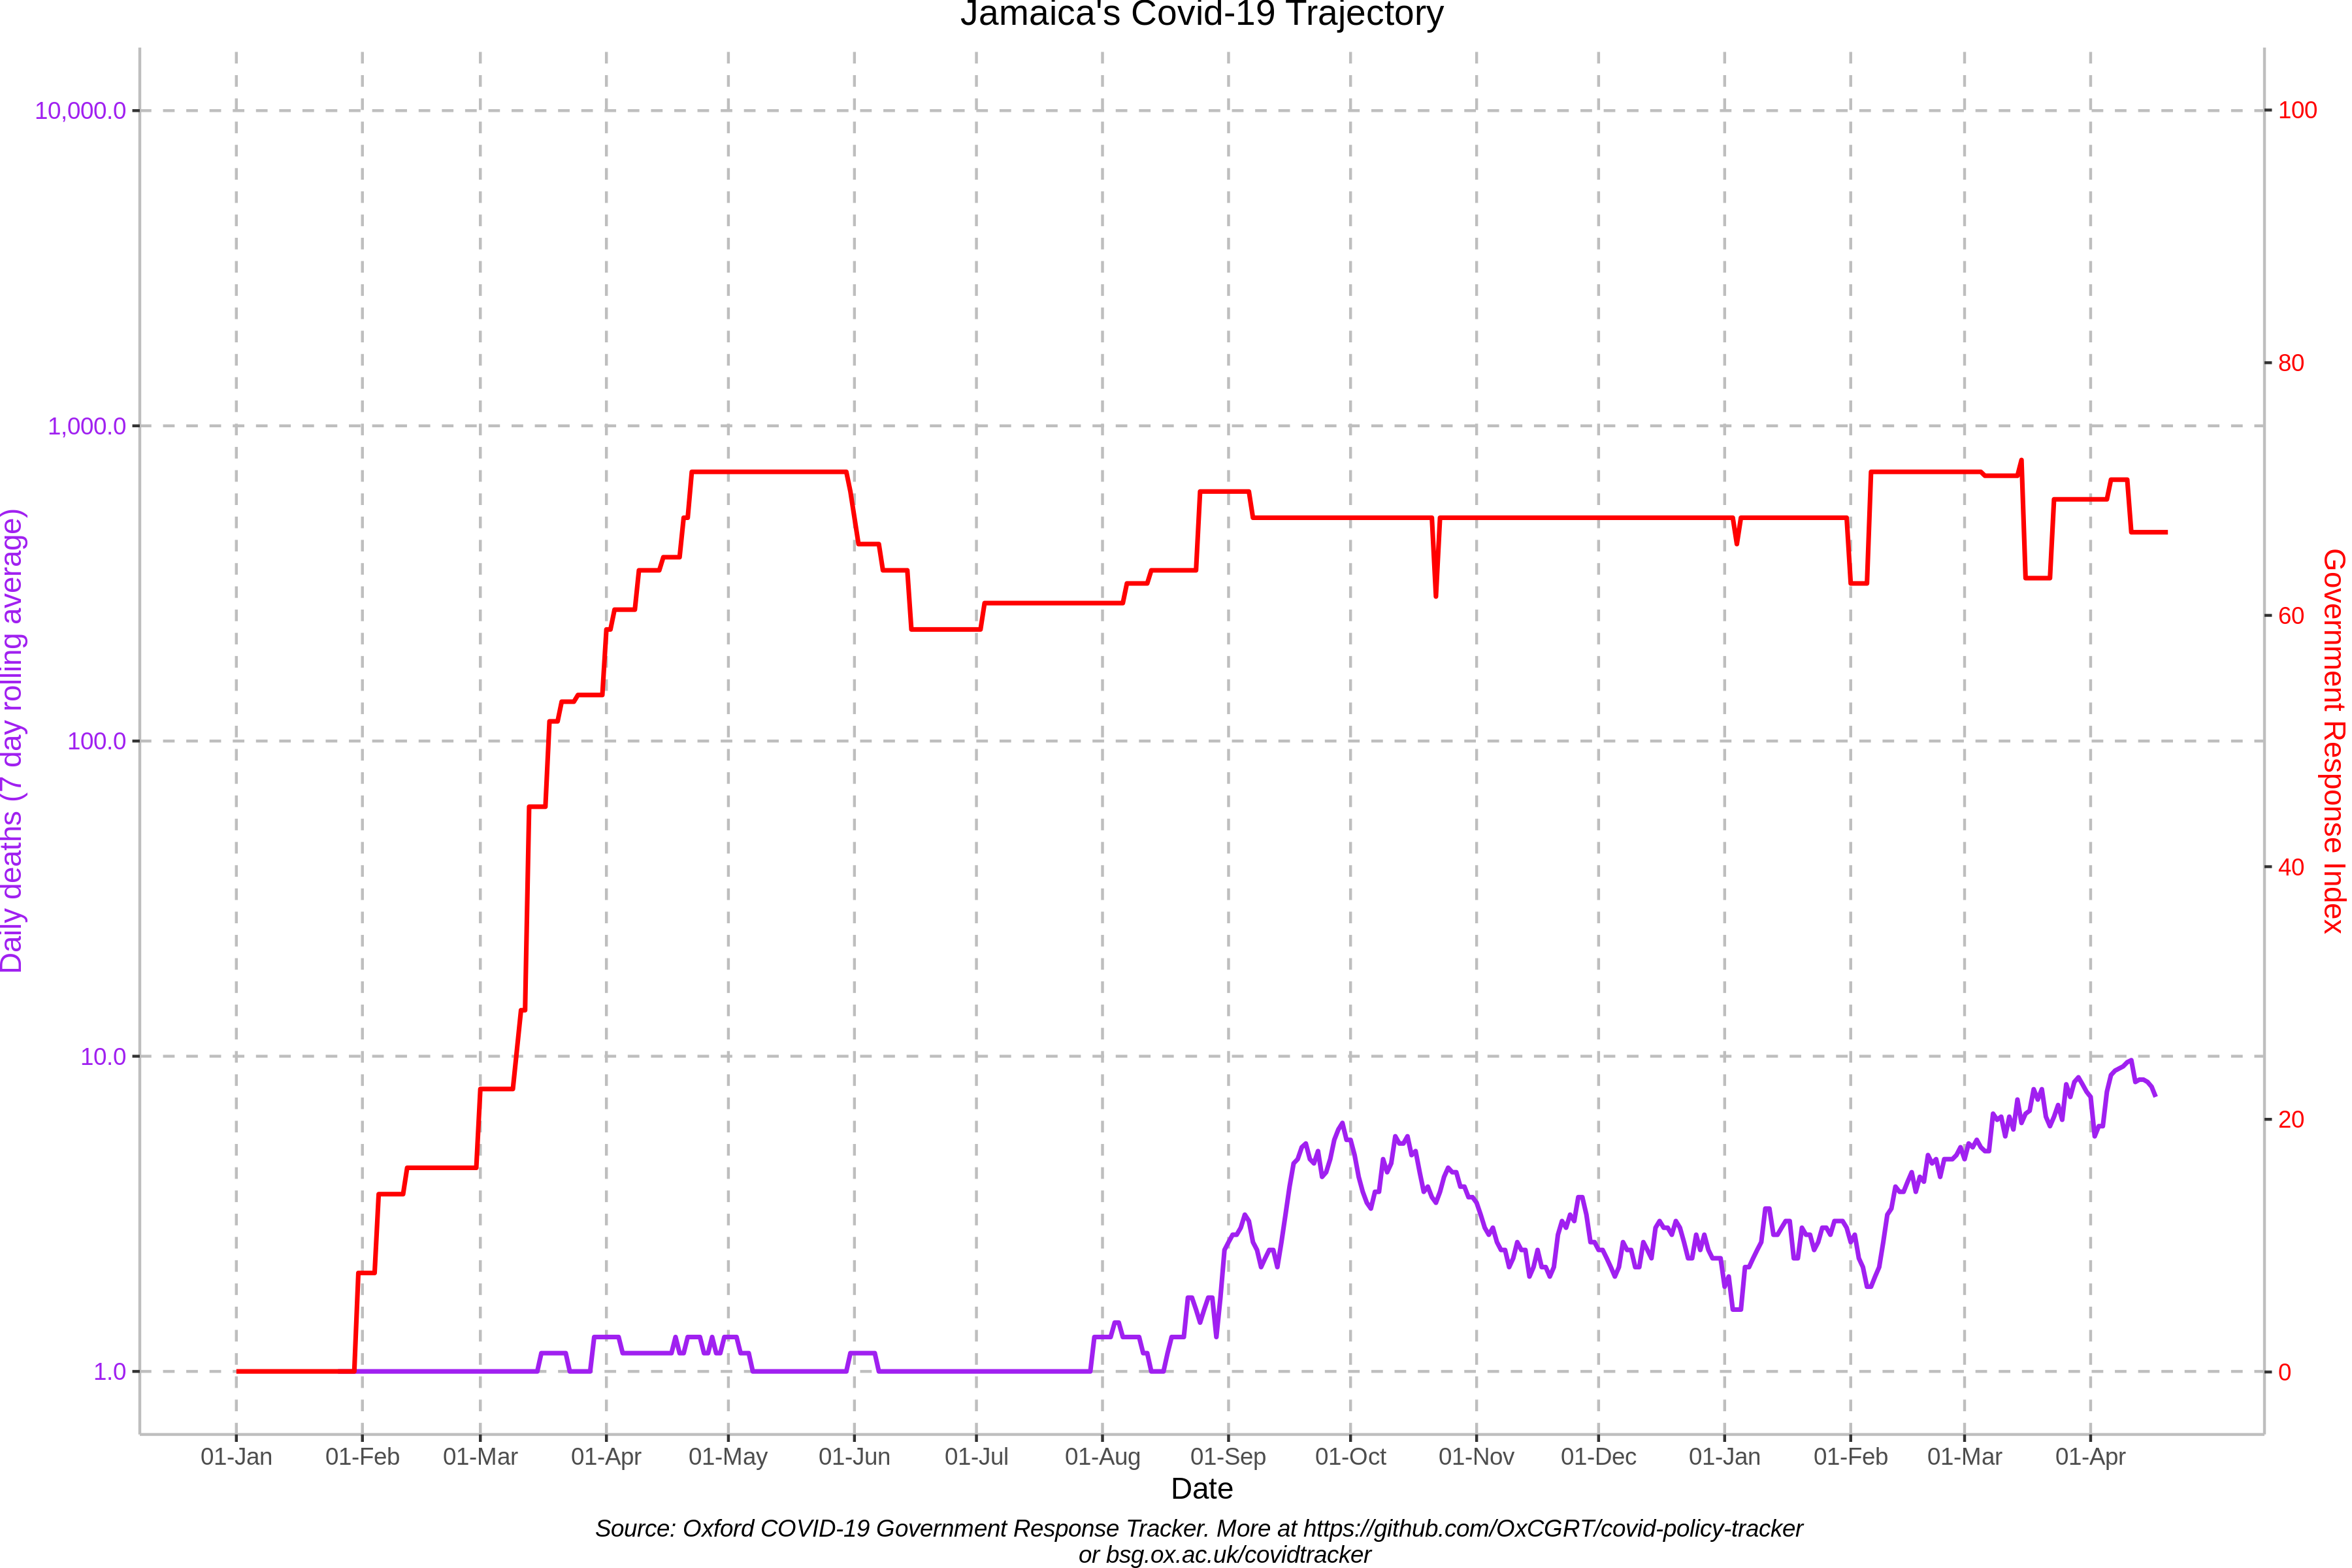 Jamaica's Covid-19 Trajectory
10,000.0
1,000.0
100.0
10.0
1.0
Daily deaths (7 day rolling average)
100
80
60
40
20
0
Government Response Index
01-Jan 01-Feb 01-Mar 01-Apr 01-May 01-Jun 01-Jul 01-Aug 01-Sep 01-Oct 01-Nov 01-Dec 01-Jan 01-Feb 01-Mar 01-Apr
Date
Source: Oxford COVID-19 Government Response Tracker. More at https://github.com/OxCGRT/covid-policy-tracker
or bsg.ox.ac.uk/covidtracker